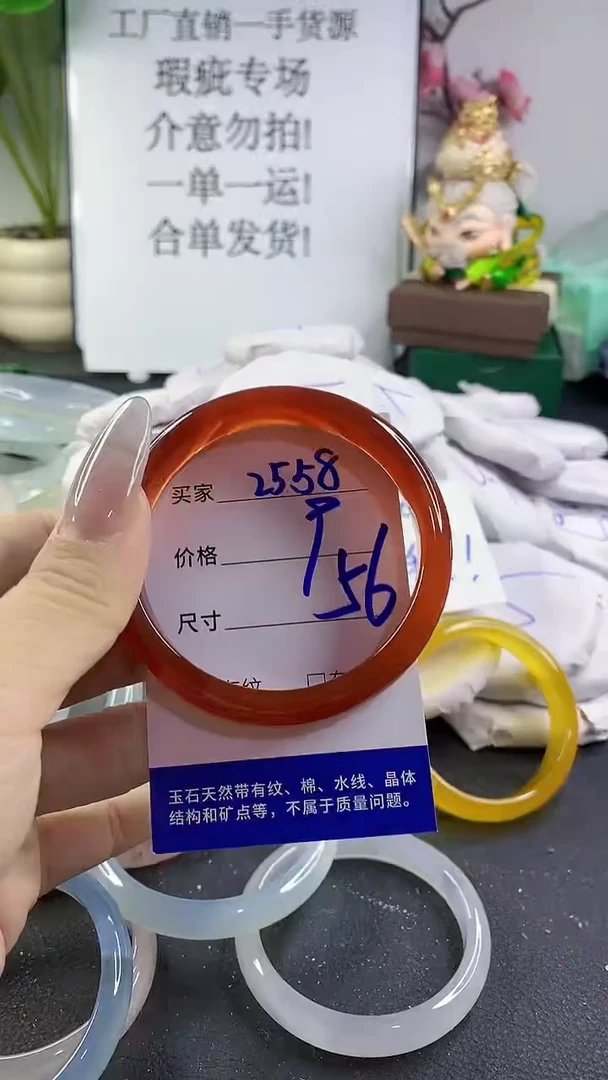 工厂直销一手货源
瑕疵专场
介意勿拍!
一单一运!
合单发货!
买家 2558
价格
尺寸 56
玉石天然带有纹、棉、水线、晶体
结构和矿点等，不属于质量问题。